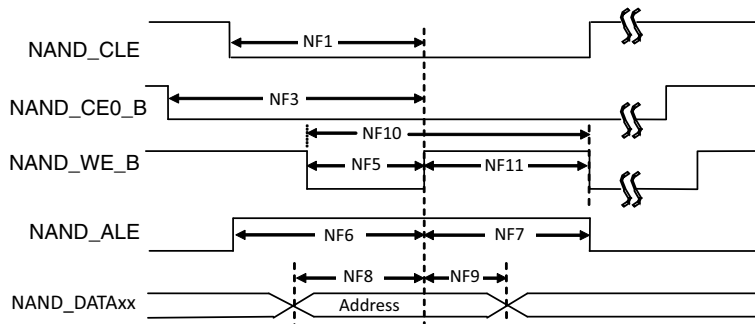 NAND_CLE
NF1
NAND_CE0_B
NF3
NF10
NAND_WE_B
NF5
NF11
NAND_ALE
NF6
NF7
NF8
NF9
NAND_DATAxx
Address